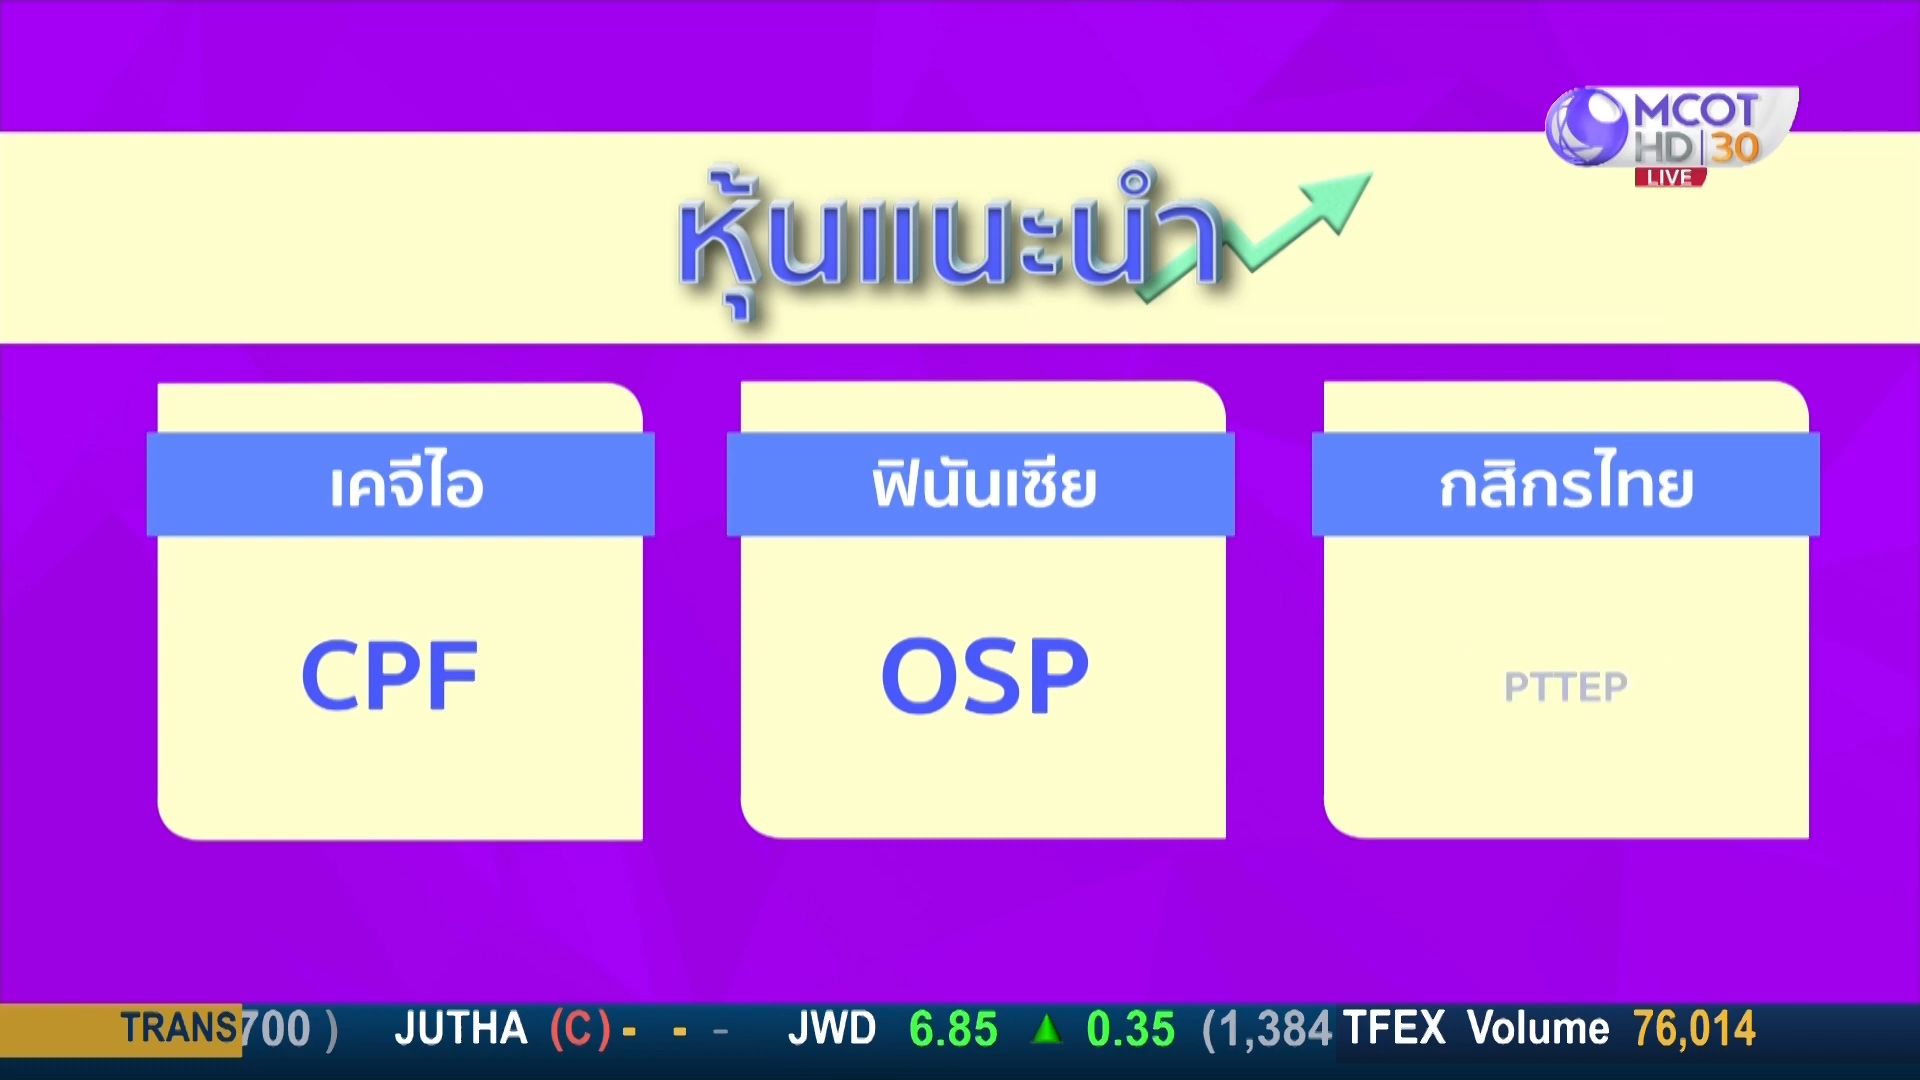 MCOT
HD 30
LIVE
หุ้นแนะนำ
เคจีไอ
ฟินันเซีย
กสิกรไทย
CPF
OSP
PTTEP
TRANS 700 ) JUTHA (C) - - - JWD 6.85 ▲ 0.35 (1,384 TFEX Volume 76,014